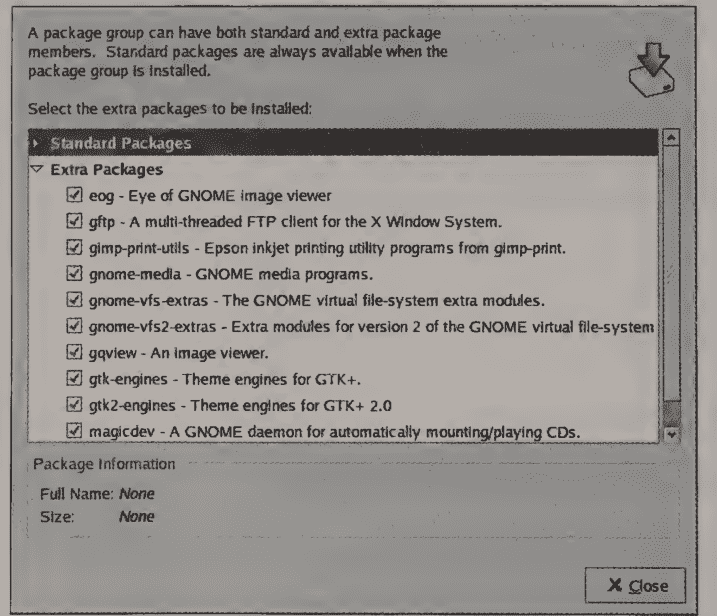 A package group can have both standard and extra package
members. Standard packages are always available when the
package group is installed.
Select the extra packages to be installed:
Standard Packages
Extra Packages
eog - Eye of GNOME image viewer
gftp - A multi-threaded FTP client for the X Window System.
gimp-print-utils - Epson inkjet printing utility programs from gimp-print.
gnome-media - GNOME media programs.
gnome-vfs-extras - The GNOME virtual file-system extra modules.
gnome-vfs2-extras - Extra modules for version 2 of the GNOME virtual file-system
gqview - An image viewer.
gtk-engines - Theme engines for GTK+.
gtk2-engines - Theme engines for GTK+ 2.0
magicdev - A GNOME daemon for automatically mounting/playing CDs.
Package Information
Full Name: None
Size: None
Close